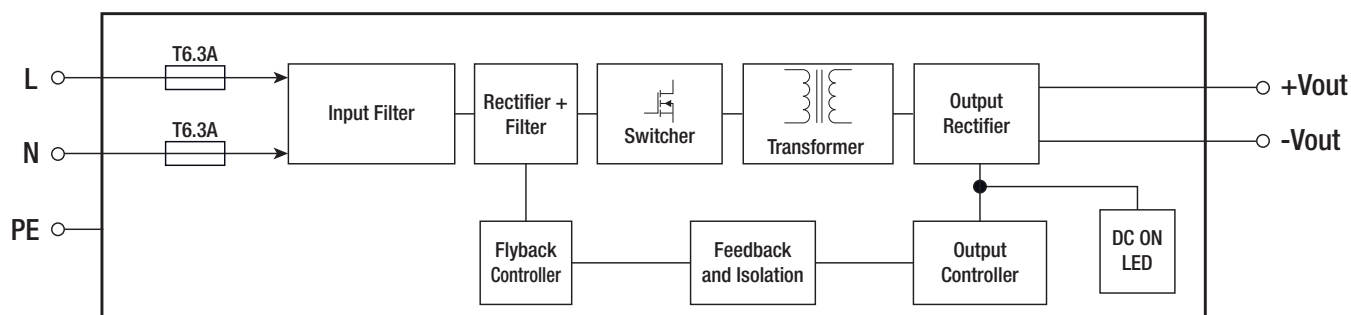 T6.3A
L
Input Filter
Rectifier +
Filter
Switcher
Transformer
Output
Rectifier
+Vout
T6.3A
N
-Vout
PE
Flyback
Controller
Feedback
and Isolation
Output
Controller
DC ON
LED